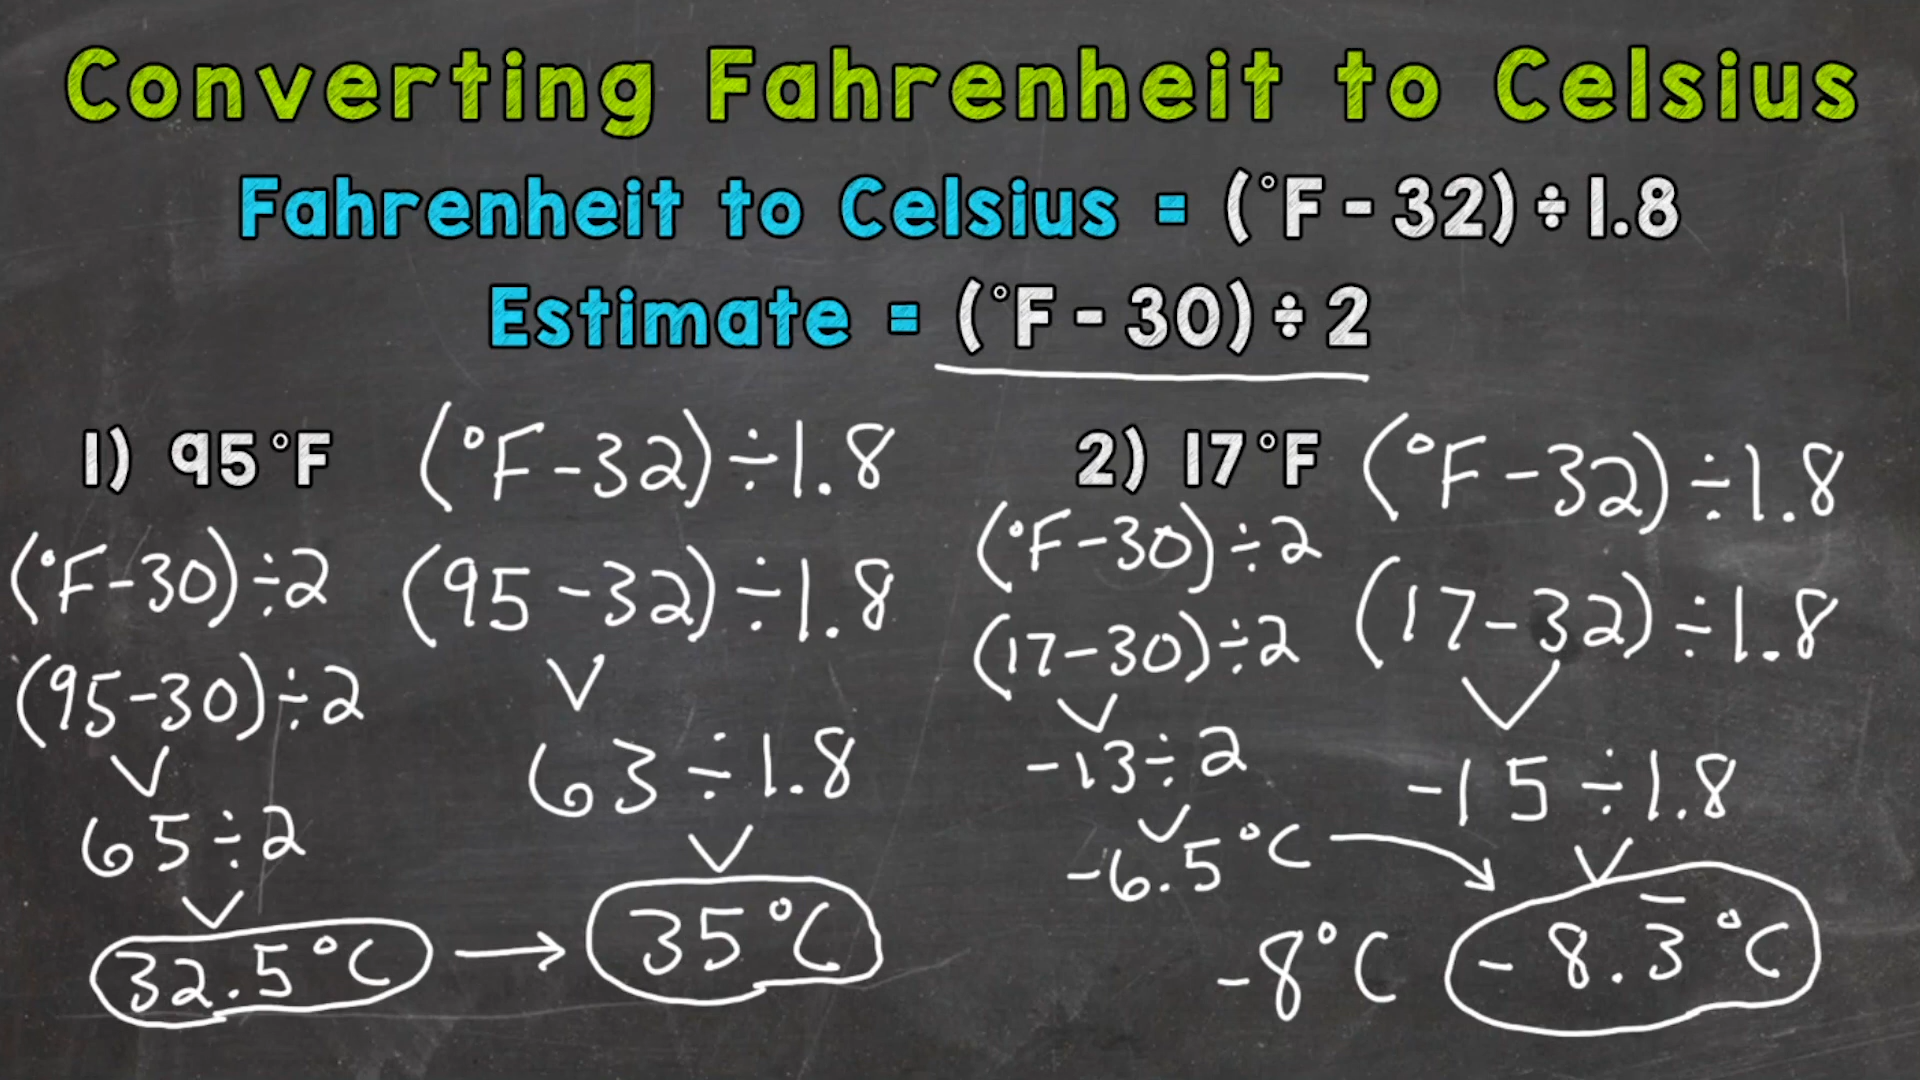 Converting Fahrenheit to Celsius
Fahrenheit to Celsius = (°F - 32) ÷ 1.8
Estimate = (°F - 30) ÷ 2
1) 95°F
(°F-30)÷2
(95-30)÷2
65÷2
32.5°C
(°F-32)÷1.8
(95-32)÷1.8
63÷1.8
35°C
2) 17°F
(°F-30)÷2
(17-30)÷2
-13÷2
-6.5°C
-8°C
(°F-32)÷1.8
(17-32)÷1.8
-15÷1.8
-8.3̅°C